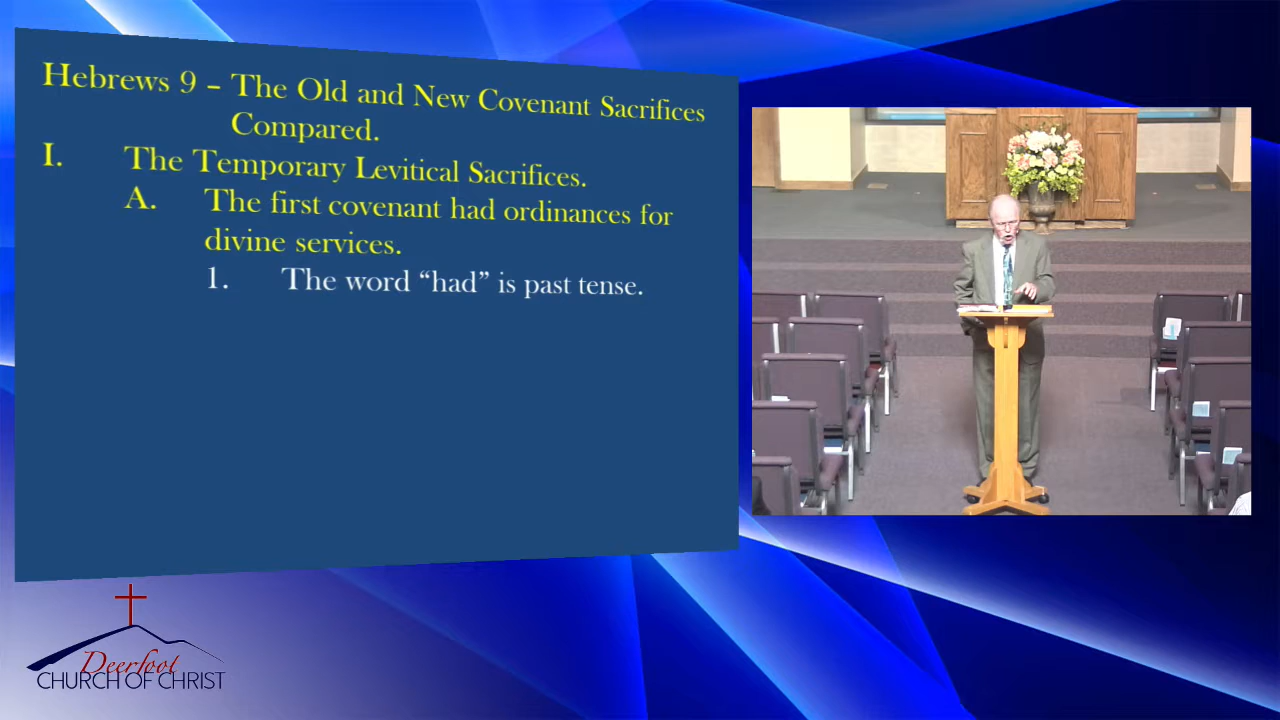 Hebrews 9 – The Old and New Covenant Sacrifices
Compared.
I. The Temporary Levitical Sacrifices.
A. The first covenant had ordinances for
divine services.
1. The word “had” is past tense.
Deerfoot
CHURCH OF CHRIST